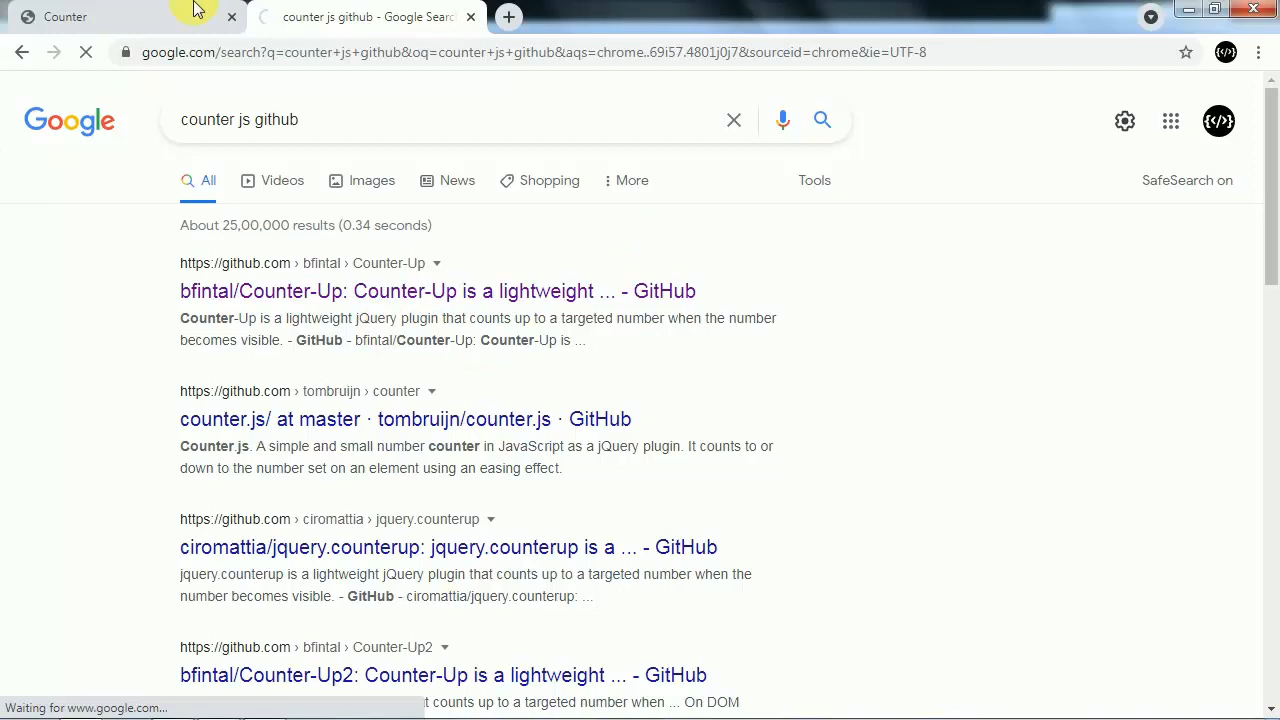 Counter
counter js github - Google Searc
google.com/search?q=counter+js+github&oq=counter+js+github&aqs=chrome..69i57.4801j0j7&sourceid=chrome&ie=UTF-8
Google
counter js github
All
Videos
Images
News
Shopping
More
Tools
SafeSearch on
About 25,00,000 results (0.34 seconds)
https://github.com › bfintal › Counter-Up
bfintal/Counter-Up: Counter-Up is a lightweight ... - GitHub
Counter-Up is a lightweight jQuery plugin that counts up to a targeted number when the number
becomes visible. - GitHub - bfintal/Counter-Up: Counter-Up is ...
https://github.com › tombruijn › counter
counter.js/ at master · tombruijn/counter.js · GitHub
Counter.js. A simple and small number counter in JavaScript as a jQuery plugin. It counts to or
down to the number set on an element using an easing effect.
https://github.com › ciromattia › jquery.counterup
ciromattia/jquery.counterup: jquery.counterup is a ... - GitHub
jquery.counterup is a lightweight jQuery plugin that counts up to a targeted number when the
number becomes visible. - GitHub - ciromattia/jquery.counterup: ...
https://github.com › bfintal › Counter-Up2
bfintal/Counter-Up2: Counter-Up is a lightweight ... - GitHub
t counts up to a targeted number when ... On DOM
Waiting for www.google.com...